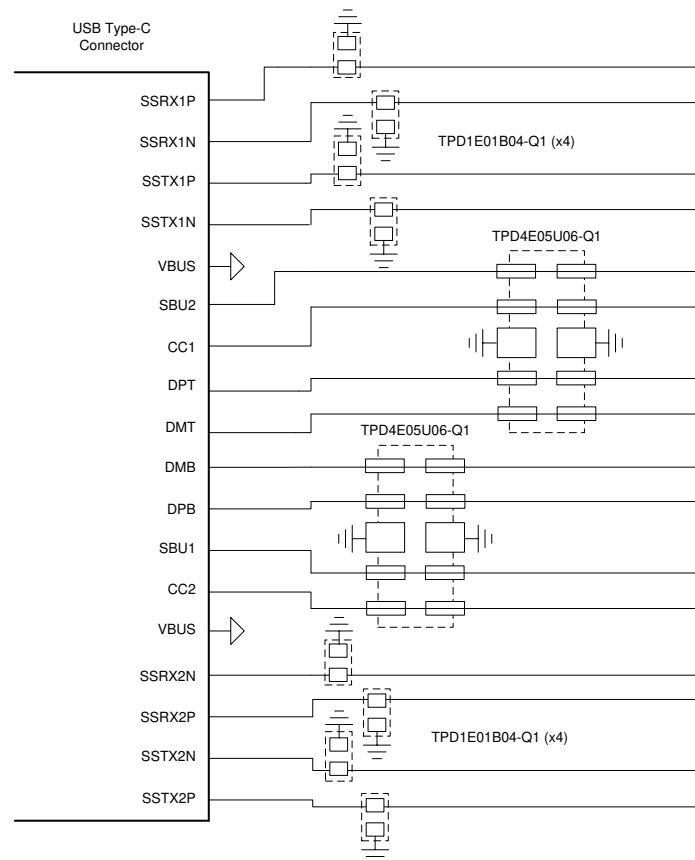 USB Type-C
Connector
SSRX1P
SSRX1N
TPD1E01B04-Q1 (x4)
SSTX1P
SSTX1N
TPD4E05U06-Q1
VBUS
SBU2
CC1
DPT
DMT
TPD4E05U06-Q1
DMB
DPB
SBU1
CC2
VBUS
SSRX2N
SSRX2P
TPD1E01B04-Q1 (x4)
SSTX2N
SSTX2P